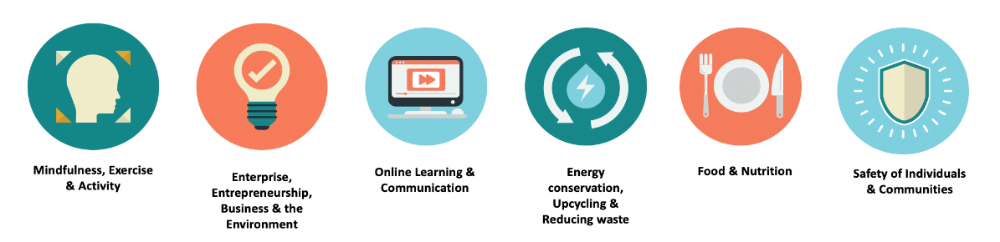 Mindfulness, Exercise
& Activity
Enterprise,
Entrepreneurship,
Business & the
Environment
Online Learning &
Communication
Energy
conservation,
Upcycling &
Reducing waste
Food & Nutrition
Safety of Individuals
& Communities